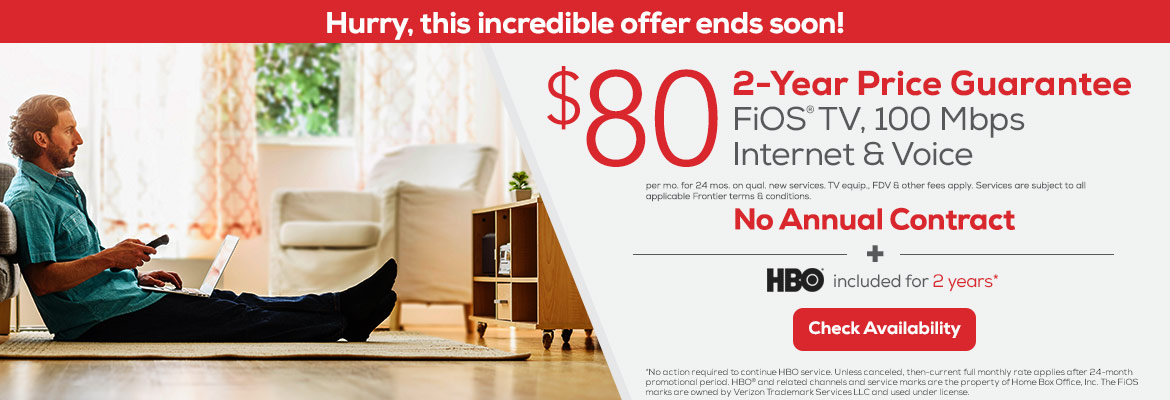 Hurry, this incredible offer ends soon!
$80
2-Year Price Guarantee
FiOS® TV, 100 Mbps
Internet & Voice
per mo. for 24 mos. on qual. new services. TV equip., FDV & other fees apply. Services are subject to all
applicable Frontier terms & conditions.
No Annual Contract
+
HBO® included for 2 years*
Check Availability
*No action required to continue HBO service. Unless canceled, then-current full monthly rate applies after 24-month
promotional period. HBO® and related channels and service marks are the property of Home Box Office, Inc. The FiOS
marks are owned by Verizon Trademark Services LLC and used under license.